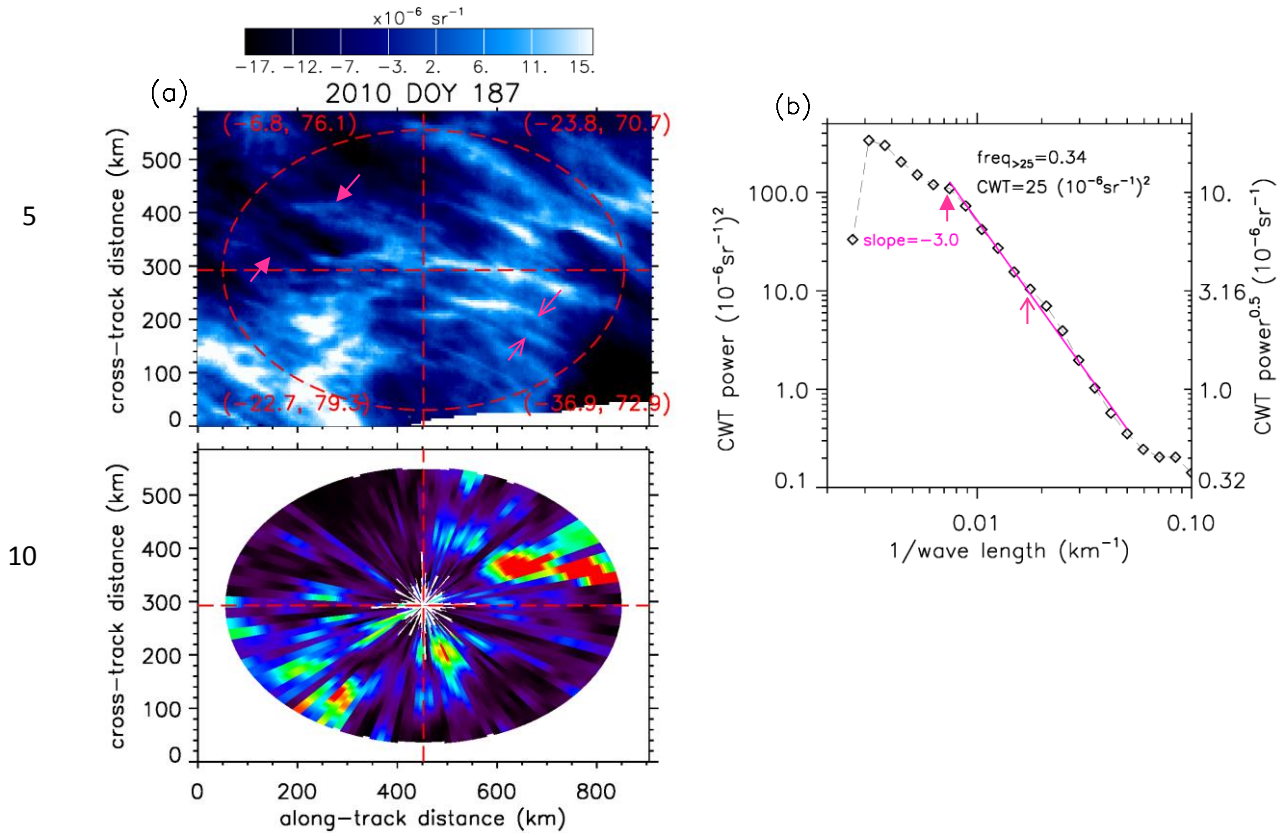 x10⁻⁶ sr⁻¹
−17. −12. −7. −3. 2. 6. 11. 15.
(a)
2010 DOY 187
(−6.8, 76.1) (−23.8, 70.7)
(−22.7, 79.3) (−36.9, 72.9)
cross−track distance (km)
500
400
300
200
100
0
5
10
cross−track distance (km)
500
400
300
200
100
0
0 200 400 600 800
along−track distance (km)
(b)
freq>25=0.34
CWT=25 (10⁻⁶sr⁻¹)²
slope=−3.0
CWT power (10⁻⁶sr⁻¹)²
100.0
10.0
1.0
0.1
10.
3.16
1.0
0.32
CWT power⁰·⁵ (10⁻⁶sr⁻¹)
0.01 0.10
1/wave length (km⁻¹)